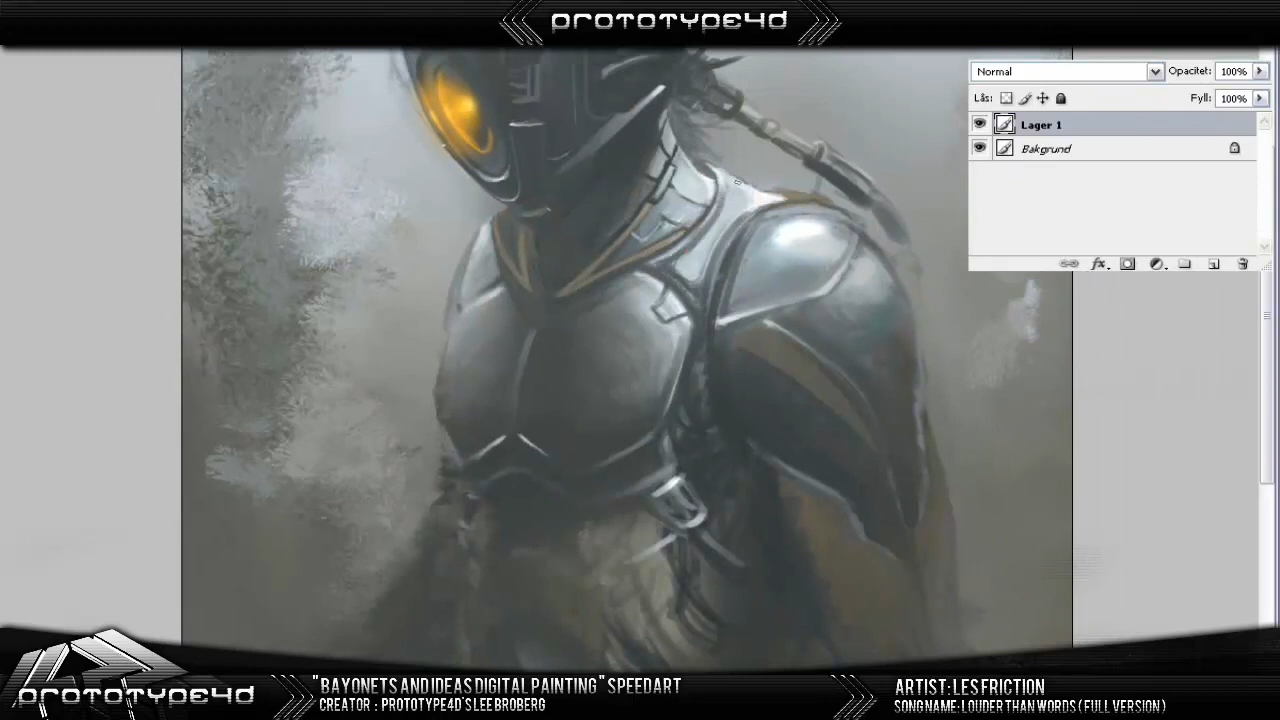 PROTOTYPE4D
Normal
Opacitet: 100%
Lås:
Fyll: 100%
Lager 1
Bakgrund
fx
PROTOTYPE4D
"BAYONETS AND IDEAS DIGITAL PAINTING" SPEEDART
CREATOR : PROTOTYPE4D'S LEE BROBERG
ARTIST: LES FRICTION
SONG NAME: LOUDER THAN WORDS ( FULL VERSION )